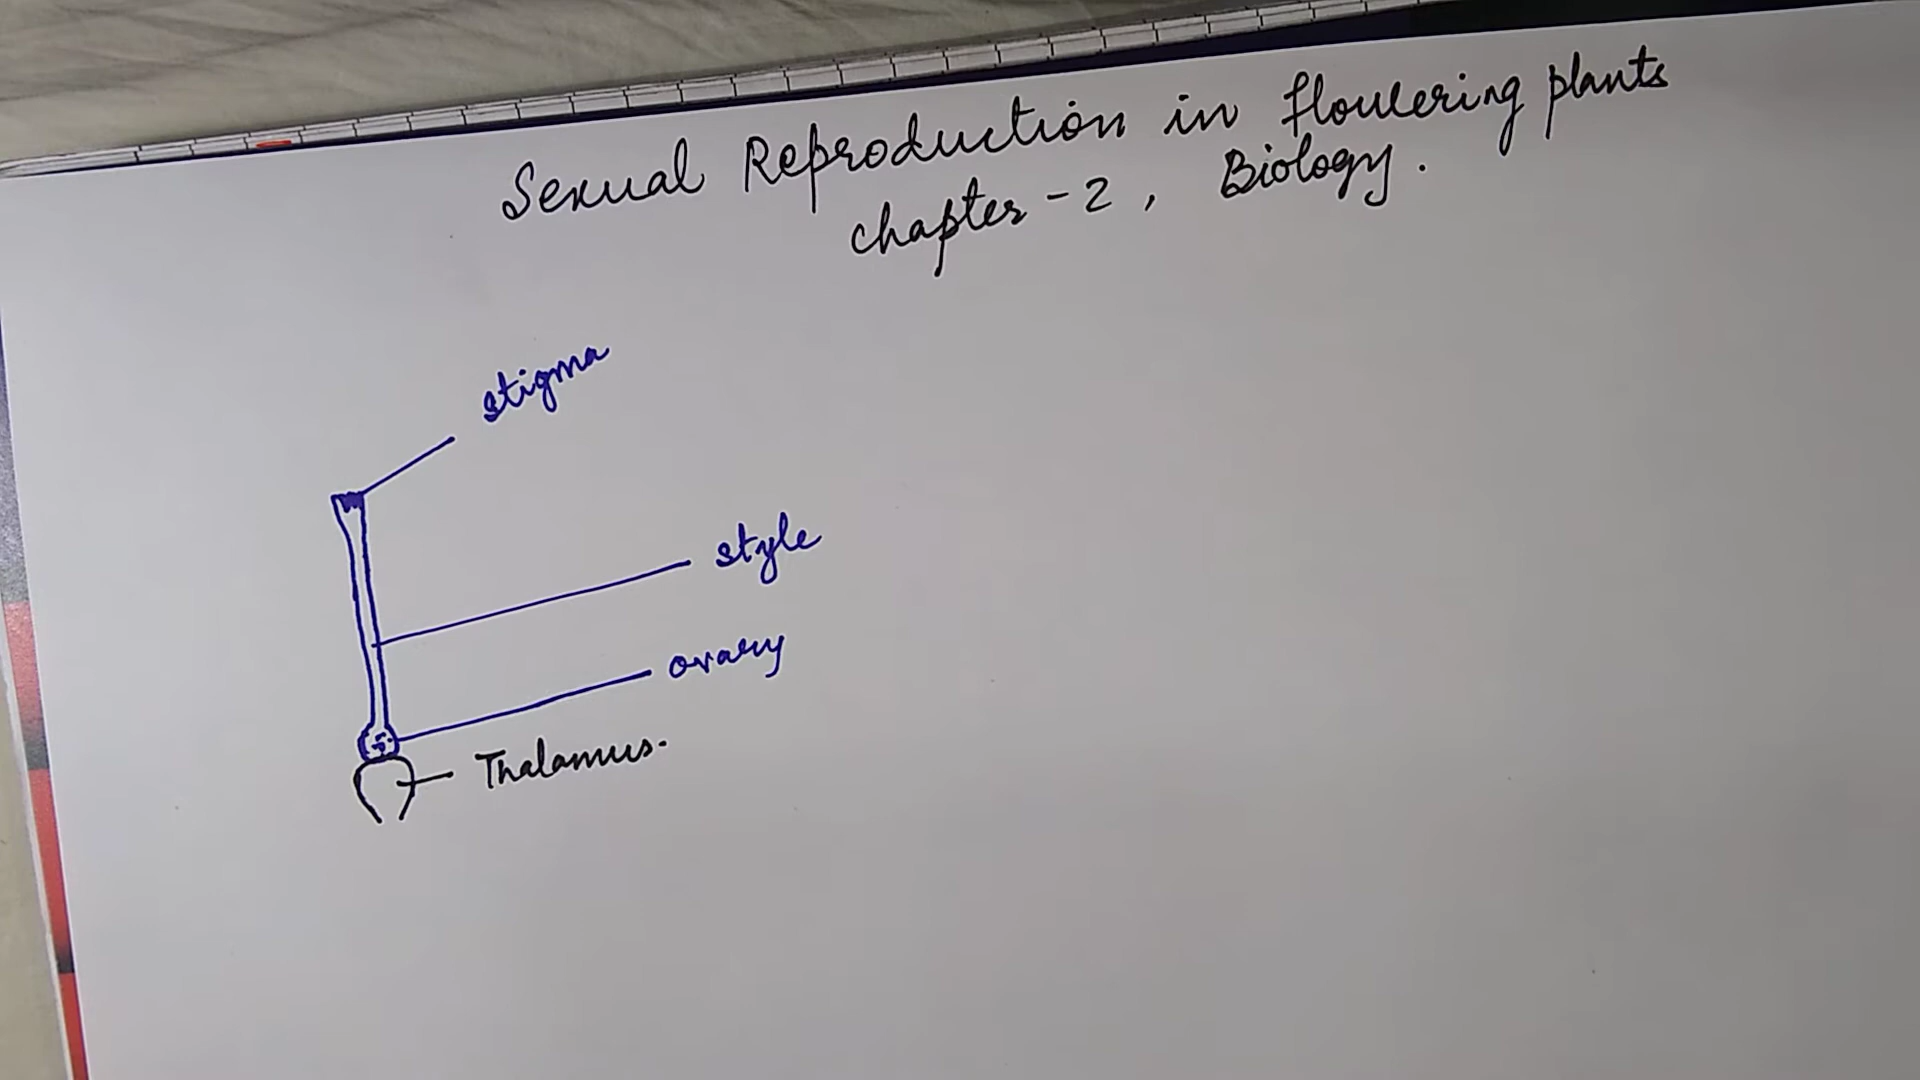 Sexual Reproduction in flowering plants
chapter - 2, Biology.
stigma
style
ovary
Thalamus.